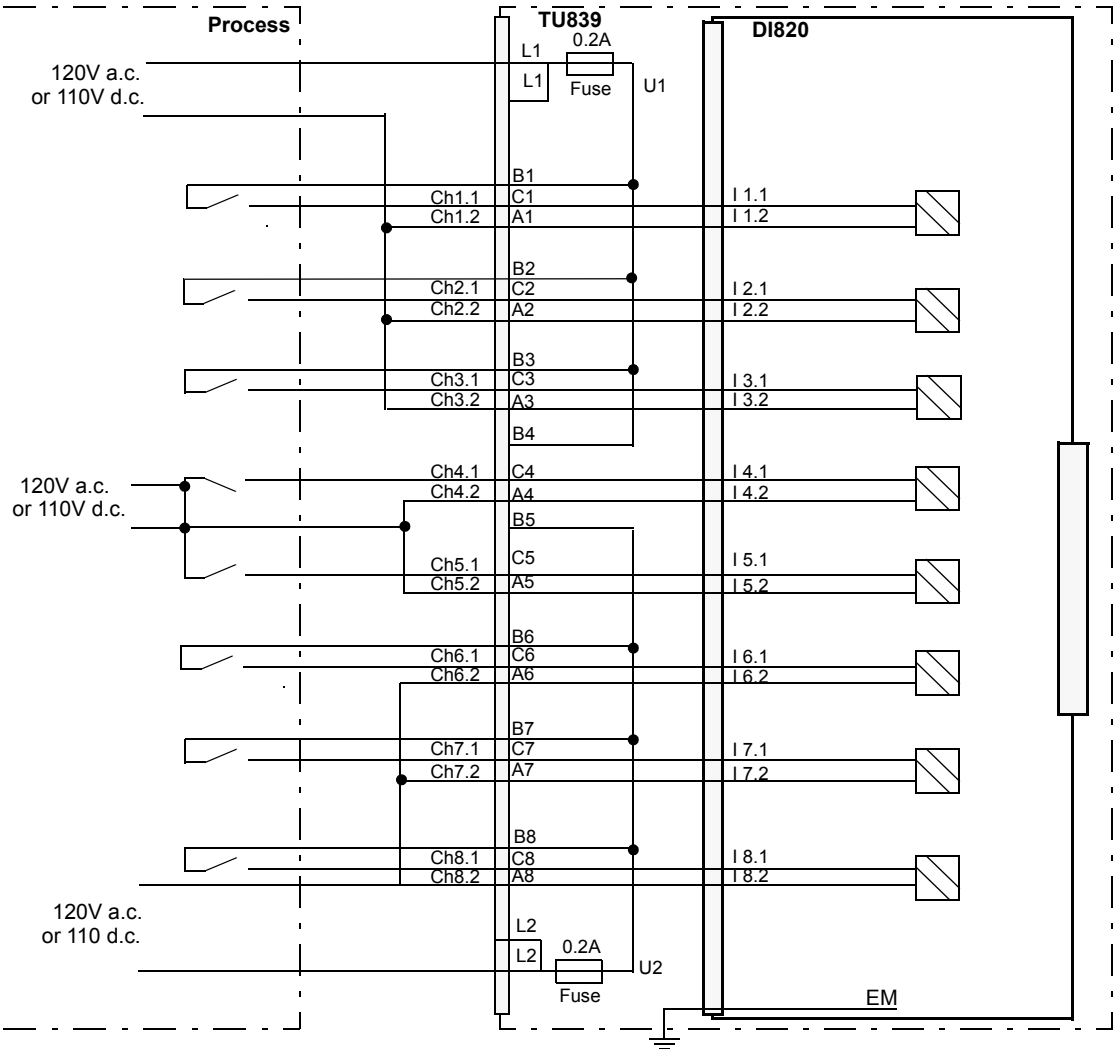 Process
TU839
DI820
0.2A
L1
120V a.c.
or 110V d.c.
L1
Fuse
U1
B1
Ch1.1 C1 I 1.1
Ch1.2 A1 I 1.2
B2
Ch2.1 C2 I 2.1
Ch2.2 A2 I 2.2
B3
Ch3.1 C3 I 3.1
Ch3.2 A3 I 3.2
B4
120V a.c.
or 110V d.c.
Ch4.1 C4 I 4.1
Ch4.2 A4 I 4.2
B5
Ch5.1 C5 I 5.1
Ch5.2 A5 I 5.2
B6
Ch6.1 C6 I 6.1
Ch6.2 A6 I 6.2
B7
Ch7.1 C7 I 7.1
Ch7.2 A7 I 7.2
B8
Ch8.1 C8 I 8.1
Ch8.2 A8 I 8.2
120V a.c.
or 110 d.c.
L2
L2
0.2A
U2
Fuse
EM